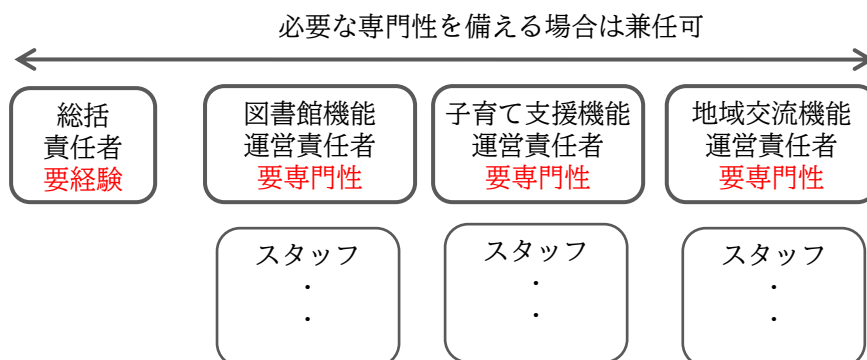 必要な専門性を備える場合は兼任可
総括
責任者
要経験
図書館機能
運営責任者
要専門性
子育て支援機能
運営責任者
要専門性
地域交流機能
運営責任者
要専門性
スタッフ
・
・
スタッフ
・
・
スタッフ
・
・